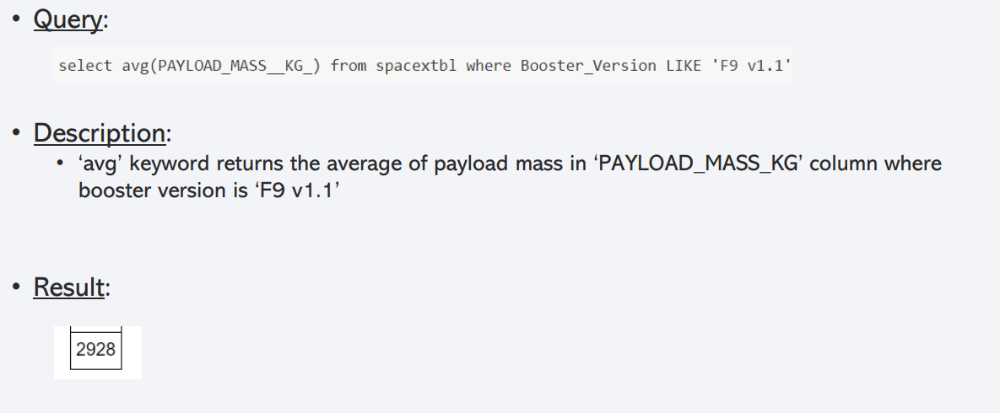 • Query:
select avg(PAYLOAD_MASS__KG_) from spacextbl where Booster_Version LIKE 'F9 v1.1'
• Description:
• ‘avg’ keyword returns the average of payload mass in ‘PAYLOAD_MASS_KG’ column where
booster version is ‘F9 v1.1’
• Result:
2928